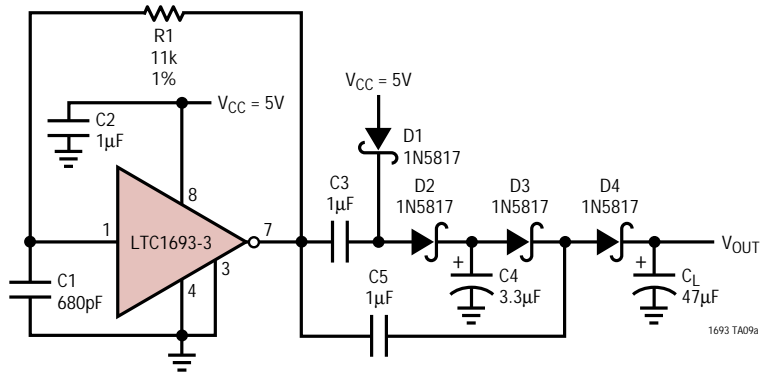 R1
11k
1%
VCC = 5V
C2
1µF
VCC = 5V
D1
1N5817
C3
1µF
D2
1N5817
D3
1N5817
D4
1N5817
8
1
LTC1693-3
7
VOUT
3
4
C1
680pF
C5
1µF
+
C4
3.3µF
+
CL
47µF
1693 TA09a